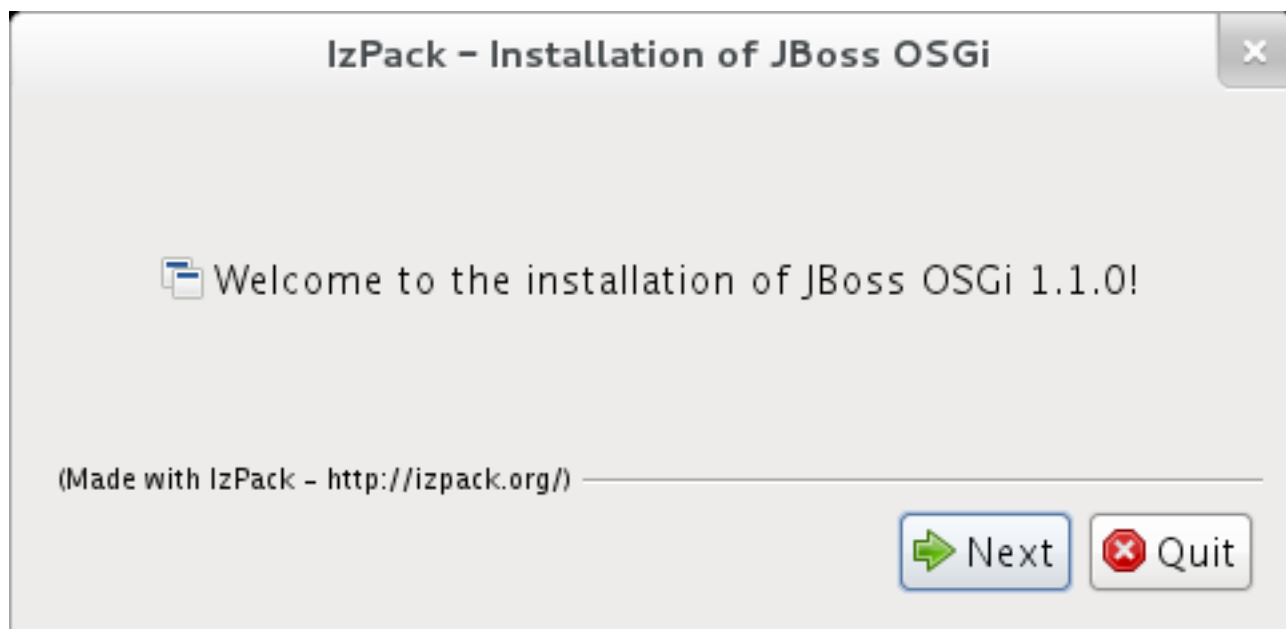 IzPack – Installation of JBoss OSGi
Welcome to the installation of JBoss OSGi 1.1.0!
(Made with IzPack – http://izpack.org/)
Next
Quit